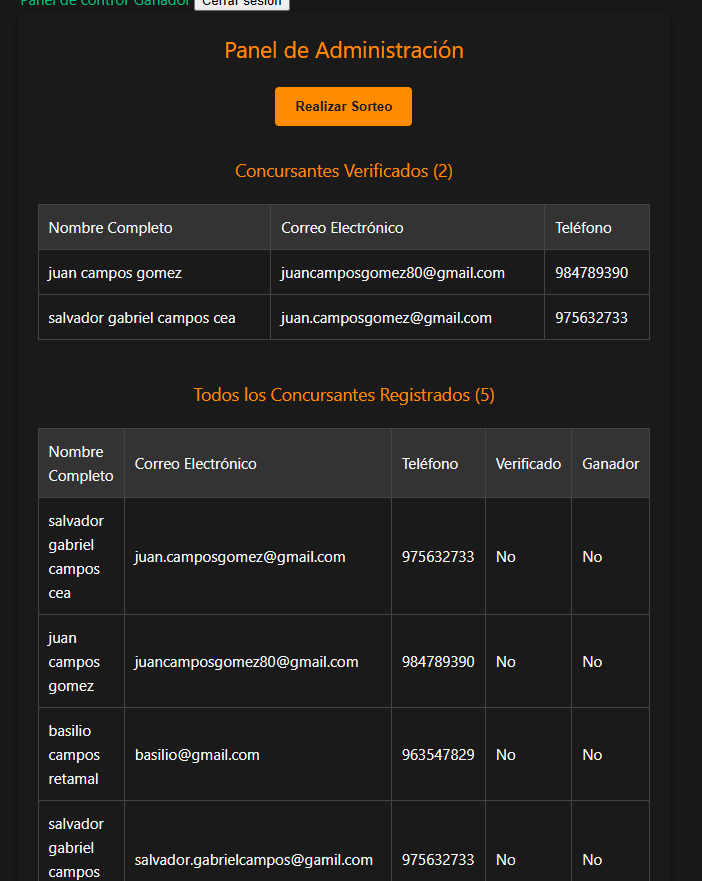 Panel de control Ganador Cerrar sesión
Panel de Administración
Realizar Sorteo
Concursantes Verificados (2)
Nombre Completo Correo Electrónico Teléfono
juan campos gomez juancamposgomez80@gmail.com 984789390
salvador gabriel campos cea juan.camposgomez@gmail.com 975632733
Todos los Concursantes Registrados (5)
Nombre
Completo Correo Electrónico Teléfono Verificado Ganador
salvador
gabriel
campos
cea juan.camposgomez@gmail.com 975632733 No No
juan
campos
gomez juancamposgomez80@gmail.com 984789390 No No
basilio
campos
retamal basilio@gmail.com 963547829 No No
salvador
gabriel
campos salvador.gabrielcampos@gamil.com 975632733 No No